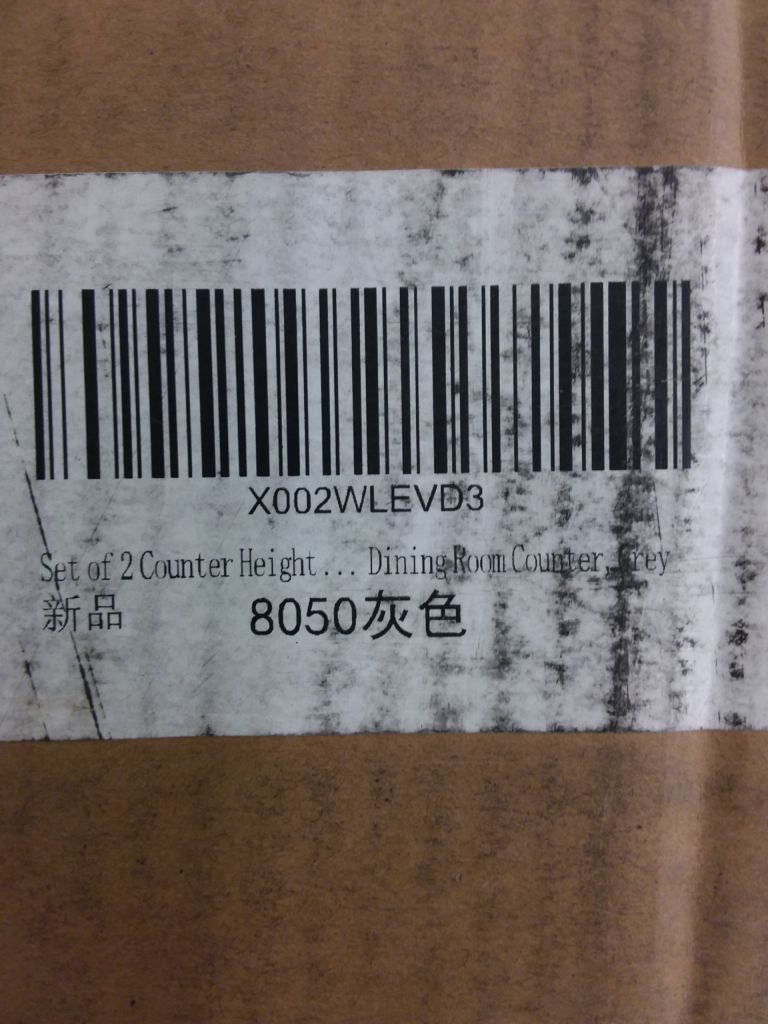 X002WLEVD3
Set of 2 Counter Height... Dining Room Counter, Grey
新品
8050灰色